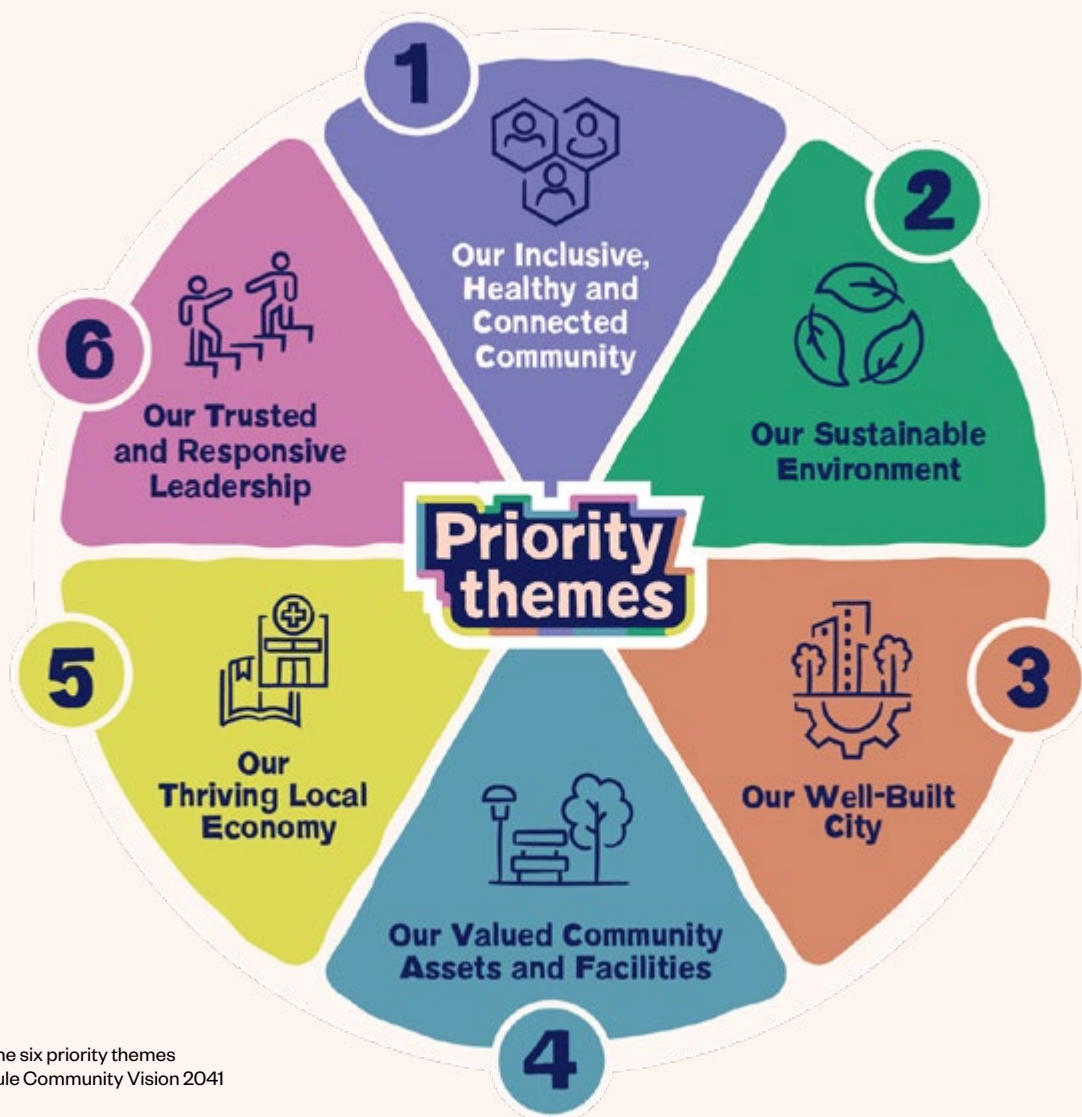 1
Our Inclusive,
Healthy and
Connected
Community
2
Our Sustainable
Environment
3
Our Well-Built
City
4
Our Valued Community
Assets and Facilities
5
Our
Thriving Local
Economy
6
Our Trusted
and Responsive
Leadership
Priority
themes
six priority themes
Community Vision 2041